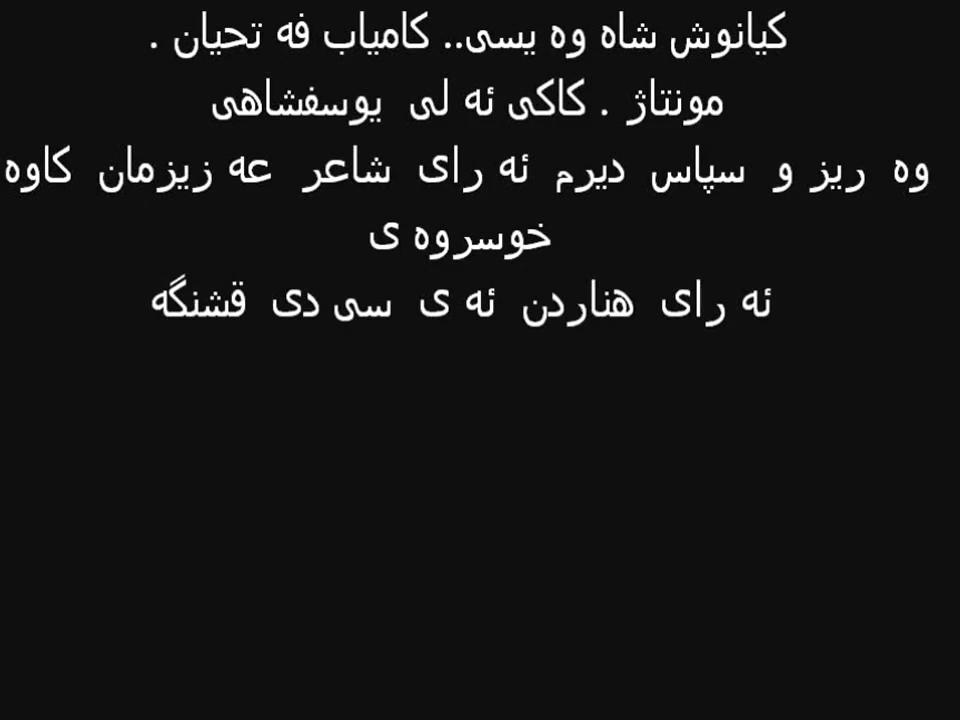 کیانوش شاه وه یسی.. کامیاب فه تحیان .
مونتاژ . کاکی ئه لی یوسفشاهی
وه ریز و سپاس دیرم ئه رای شاعر عه زیزمان کاوه
خوسروه ی
ئه رای هناردن ئه ی سی دی قشنگه